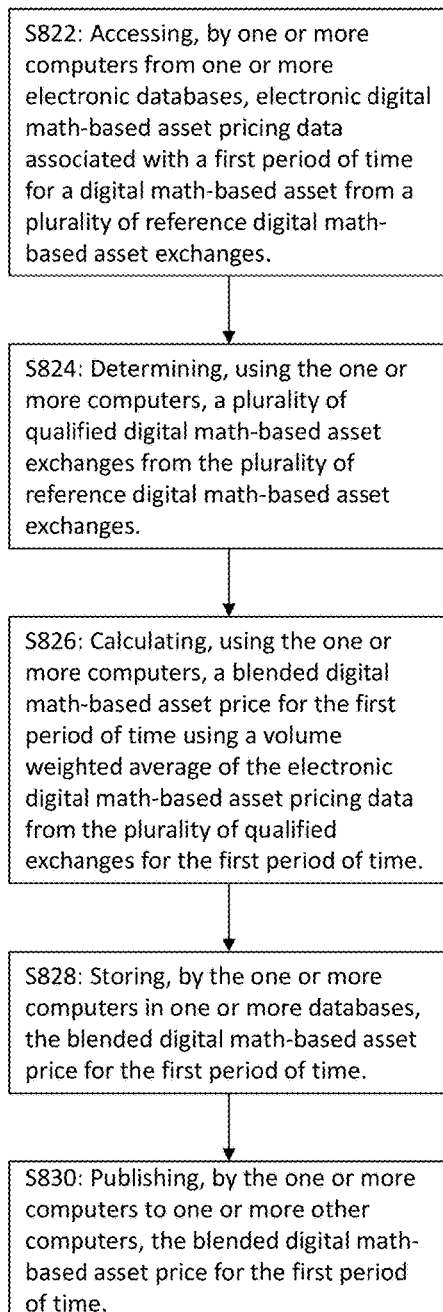 S822: Accessing, by one or more
computers from one or more
electronic databases, electronic digital
math-based asset pricing data
associated with a first period of time
for a digital math-based asset from a
plurality of reference digital math-
based asset exchanges.
S824: Determining, using the one or
more computers, a plurality of
qualified digital math-based asset
exchanges from the plurality of
reference digital math-based asset
exchanges.
S826: Calculating, using the one or
more computers, a blended digital
math-based asset price for the first
period of time using a volume
weighted average of the electronic
digital math-based asset pricing data
from the plurality of qualified
exchanges for the first period of time.
S828: Storing, by the one or more
computers in one or more databases,
the blended digital math-based asset
price for the first period of time.
S830: Publishing, by the one or more
computers to one or more other
computers, the blended digital math-
based asset price for the first period
of time.